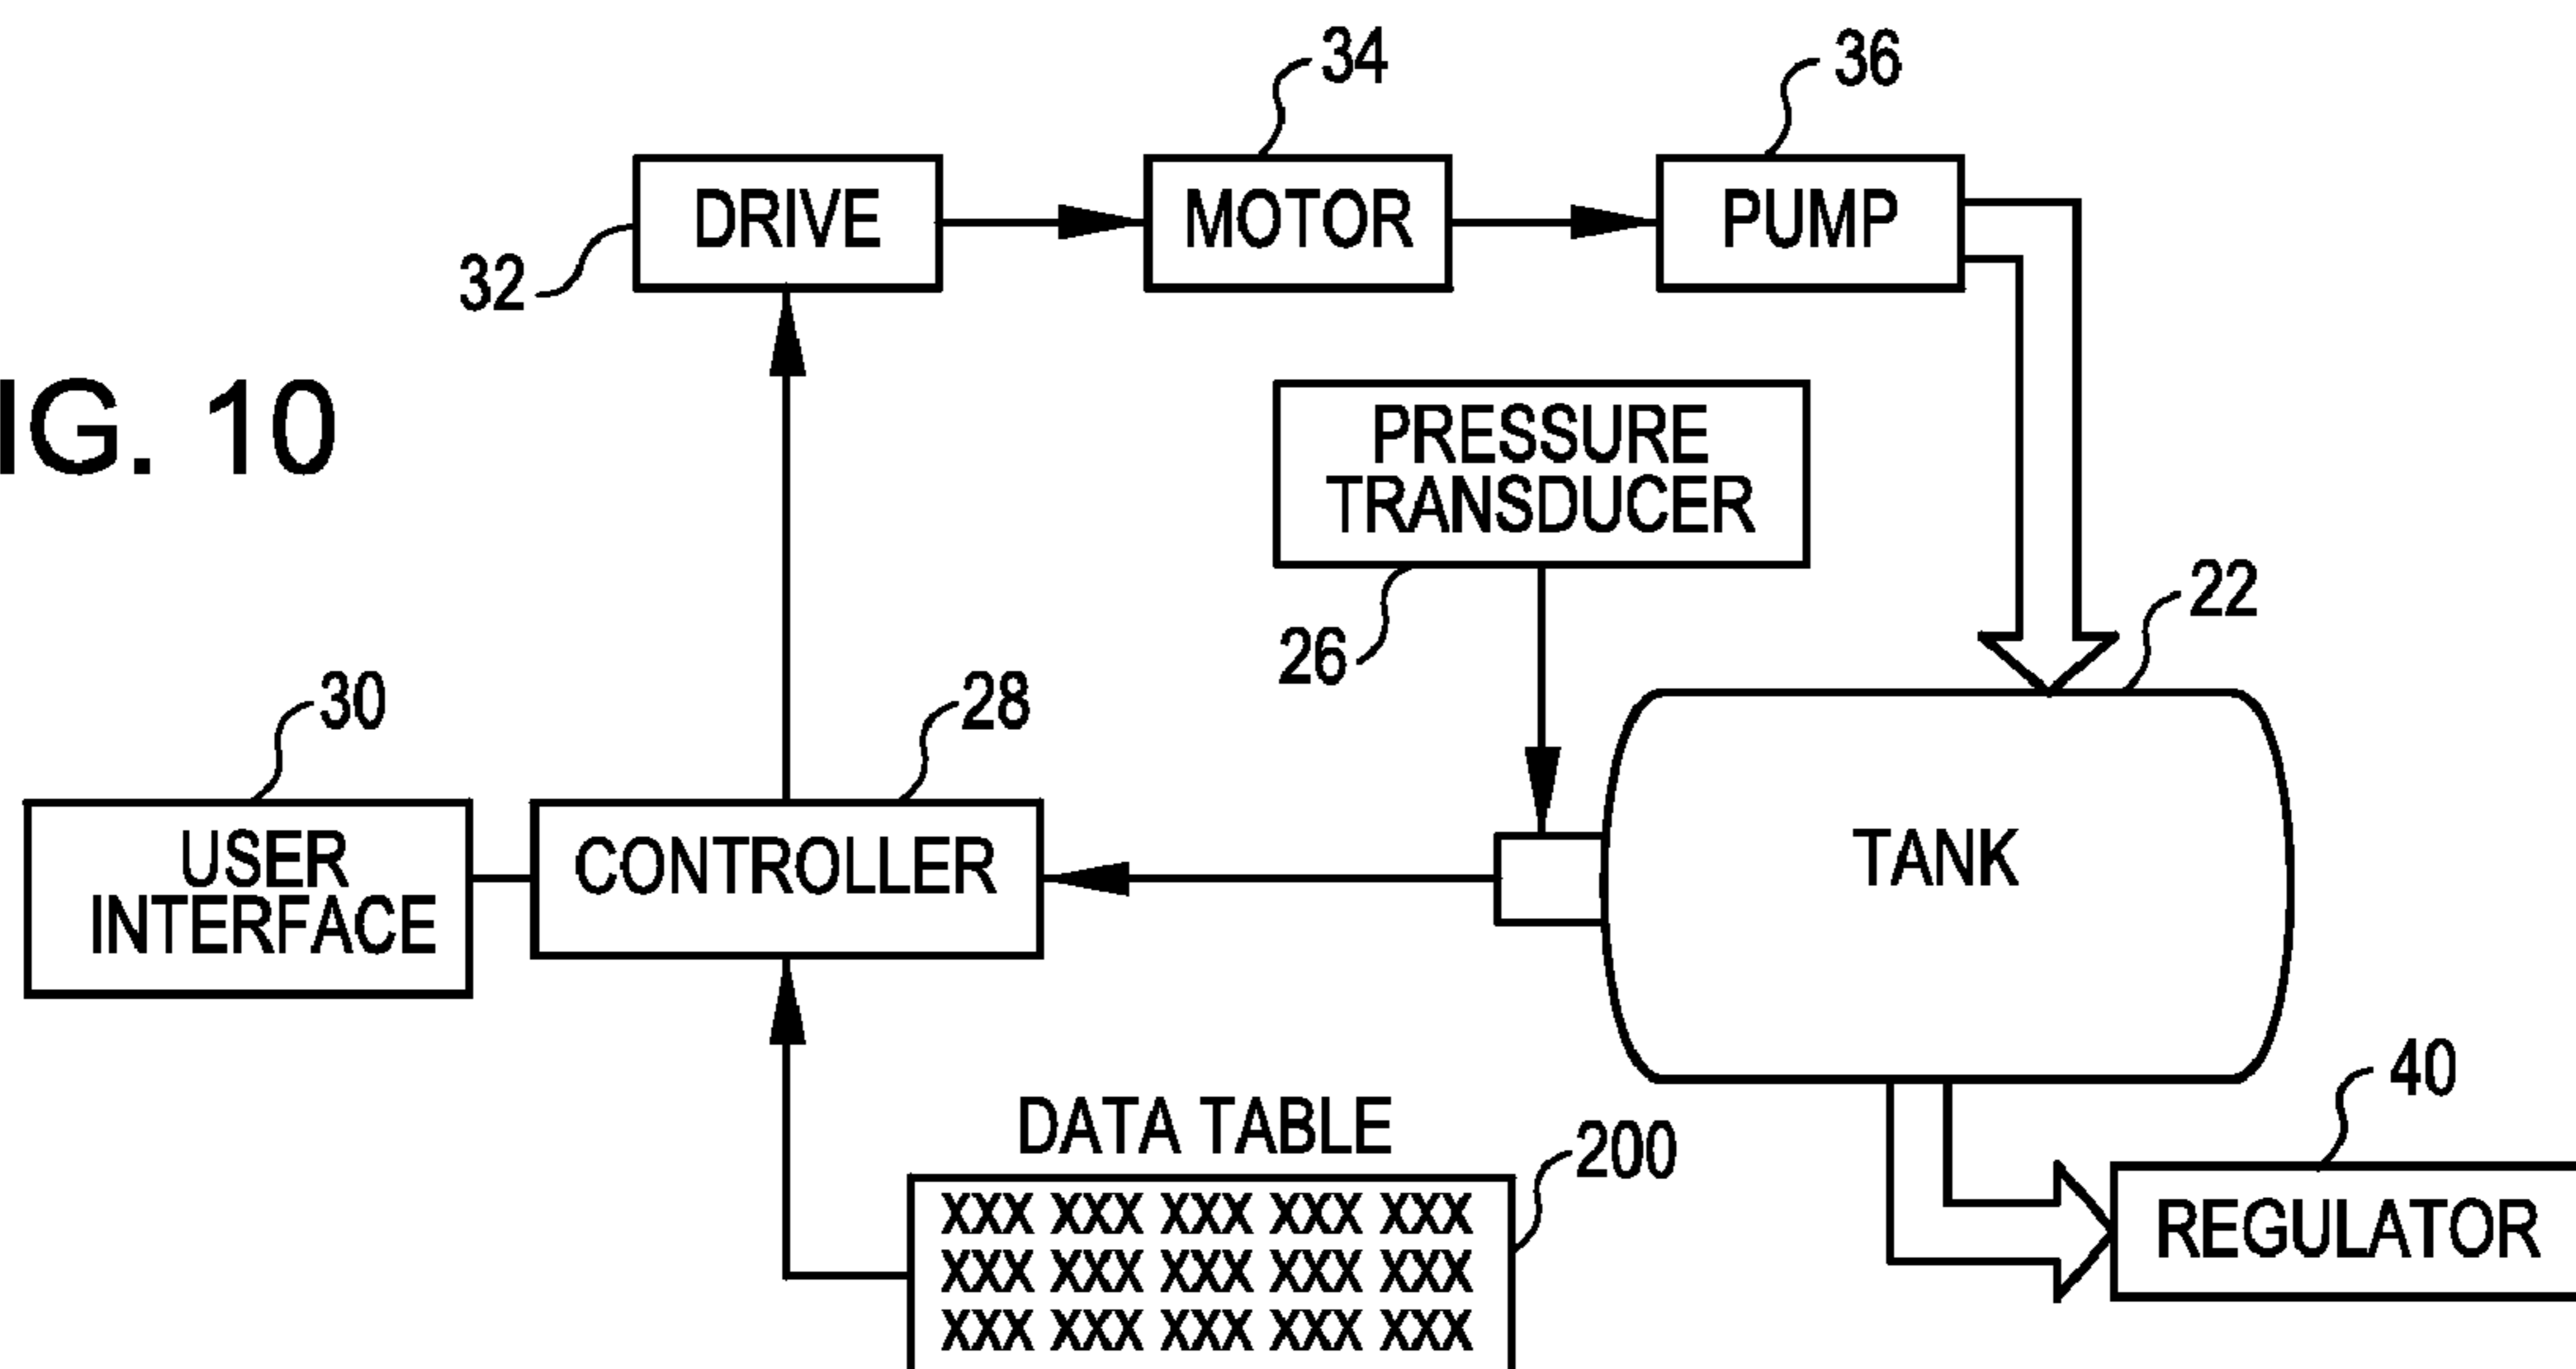 34
36
DRIVE
MOTOR
PUMP
32
IG. 10
PRESSURE
TRANSDUCER
22
26
30
28
USER
INTERFACE
CONTROLLER
TANK
40
DATA TABLE
200
REGULATOR
XXX XXX XXX XXX XXX
XXX XXX XXX XXX XXX
XXX XXX XXX XXX XXX